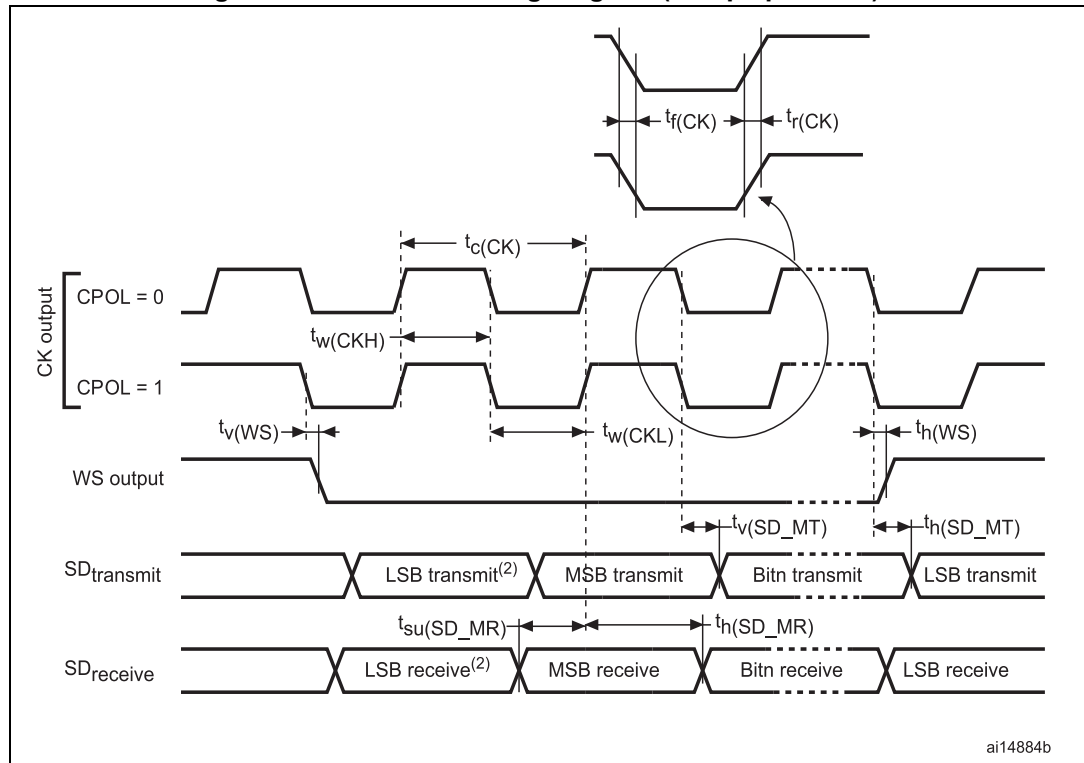 tf(CK)
tr(CK)
tc(CK)
CK output
CPOL = 0
tw(CKH)
CPOL = 1
tv(WS)
tw(CKL)
th(WS)
WS output
tv(SD_MT)
th(SD_MT)
SDtransmit
LSB transmit(2)
MSB transmit
Bitn transmit
LSB transmit
tsu(SD_MR)
th(SD_MR)
SDreceive
LSB receive(2)
MSB receive
Bitn receive
LSB receive
ai14884b